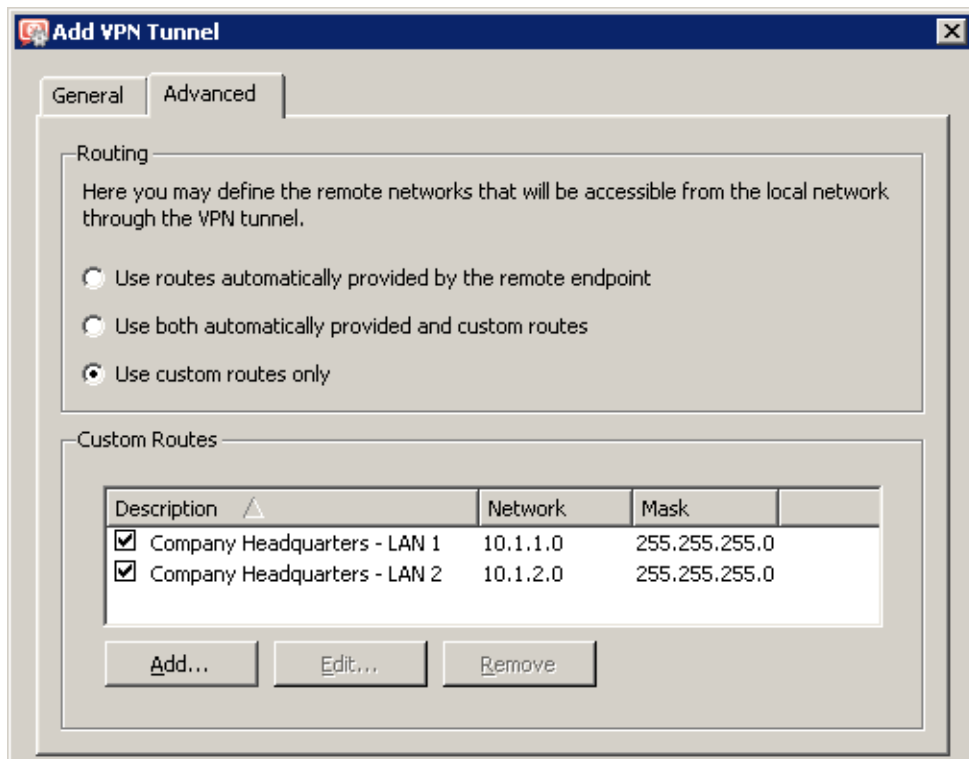 Add VPN Tunnel
General Advanced
Routing
Here you may define the remote networks that will be accessible from the local network
through the VPN tunnel.
Use routes automatically provided by the remote endpoint
Use both automatically provided and custom routes
Use custom routes only
Custom Routes
Description Network Mask
Company Headquarters - LAN 1 10.1.1.0 255.255.255.0
Company Headquarters - LAN 2 10.1.2.0 255.255.255.0
Add... Edit... Remove